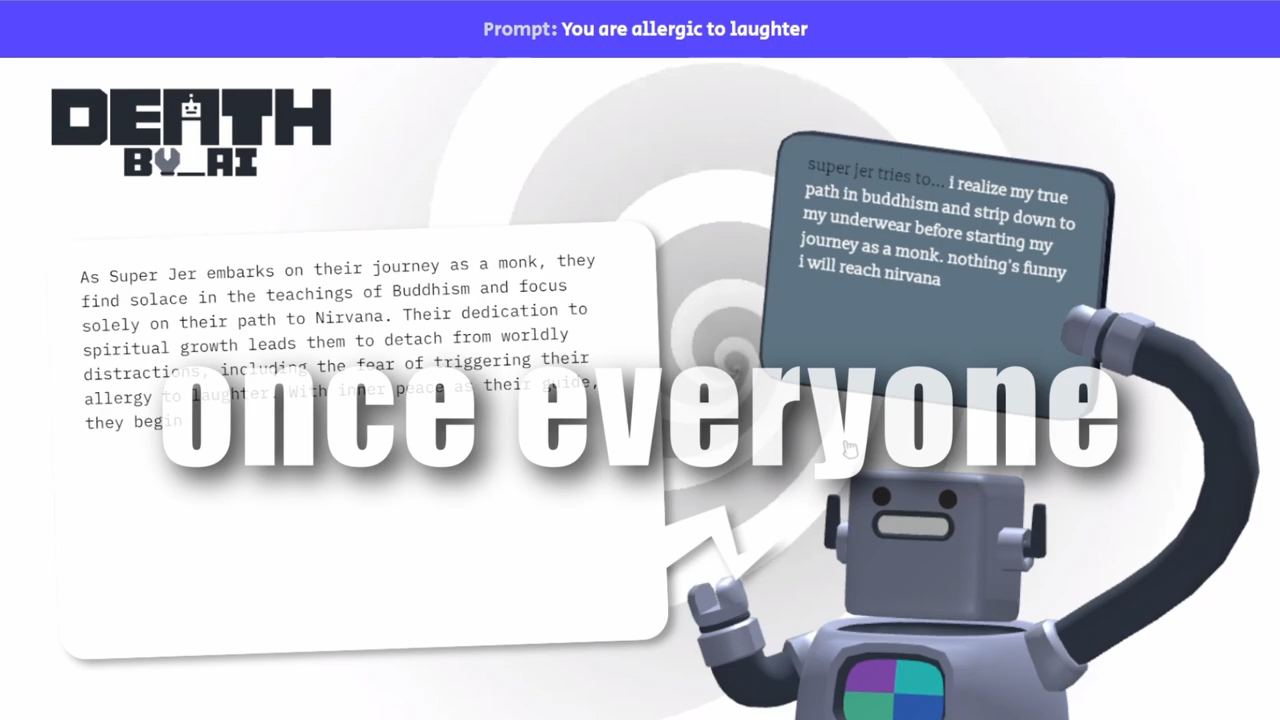 Prompt: You are allergic to laughter
DEATH
BY_AI
super jer tries to... i realize my true
path in buddhism and strip down to
my underwear before starting my
journey as a monk. nothing's funny
i will reach nirvana
As Super Jer embarks on their journey as a monk, they
find solace in the teachings of Buddhism and focus
solely on their path to Nirvana. Their dedication to
spiritual growth leads them to detach from worldly
distractions, including the fear of triggering their
allergy to laughter. With inner peace as their guide,
they begin
once everyone